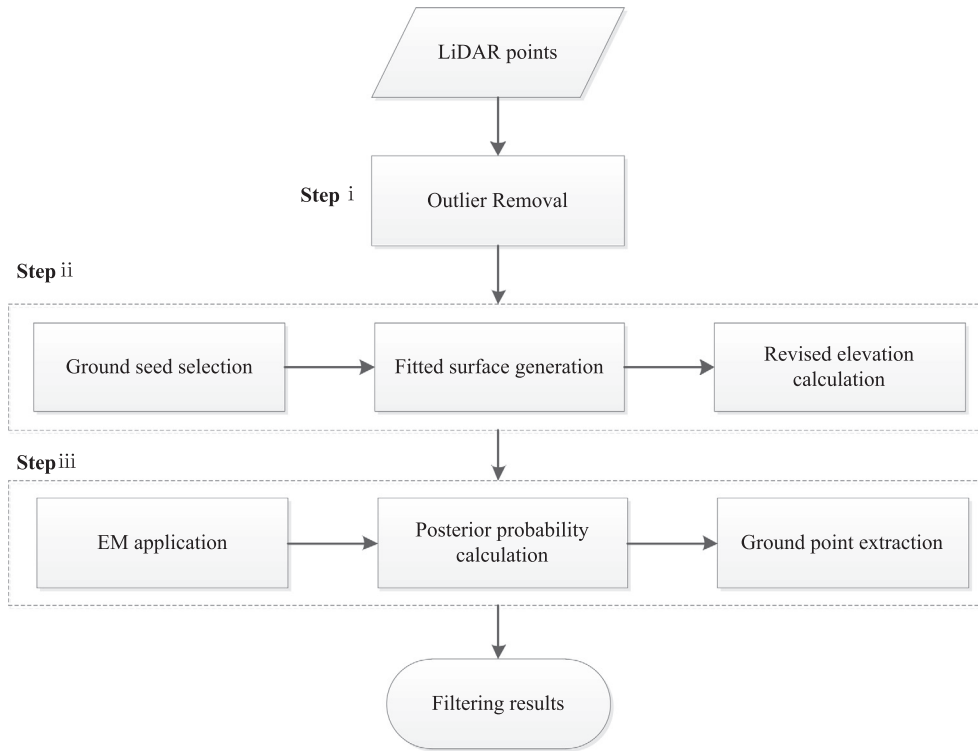 LiDAR points
Step i
Outlier Removal
Step ii
Ground seed selection
Fitted surface generation
Revised elevation
calculation
Step iii
EM application
Posterior probability
calculation
Ground point extraction
Filtering results